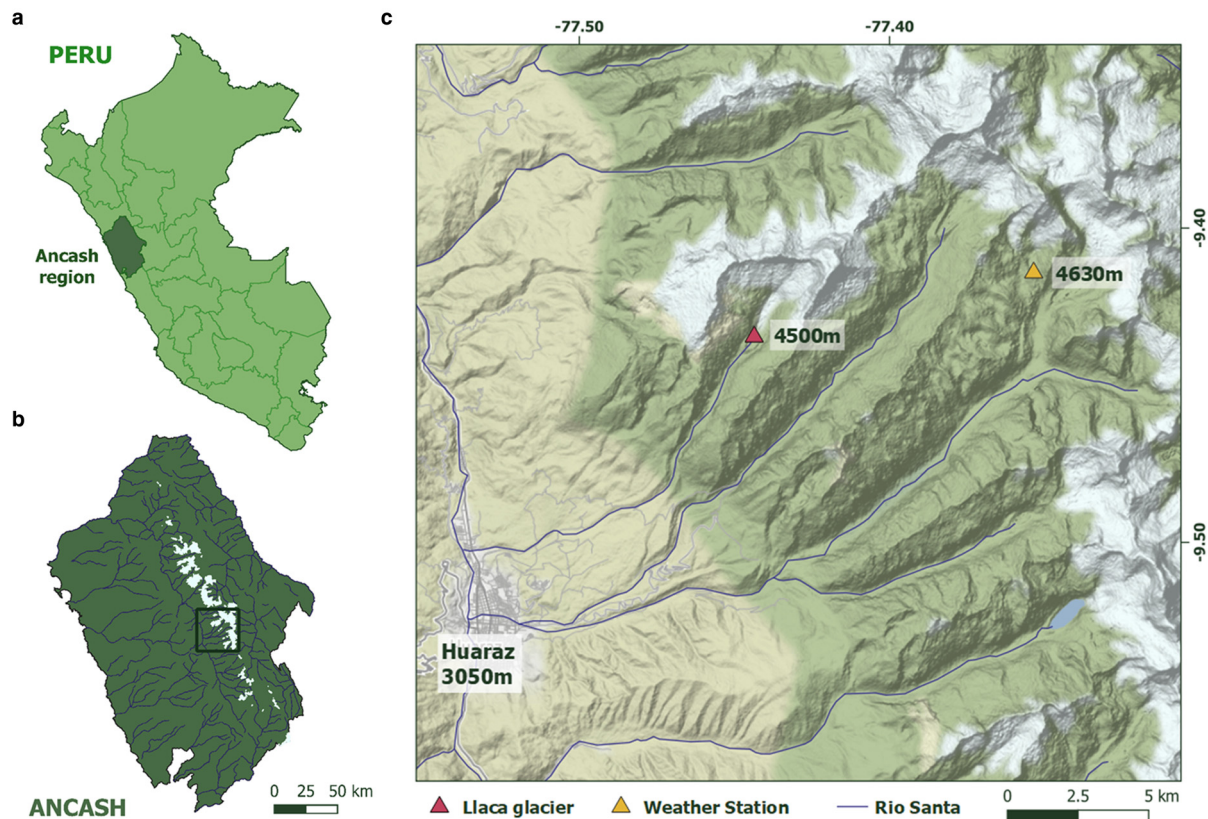 a
PERU
Ancash
region
b
ANCASH
0 25 50 km
c
-77.50
-77.40
-9.40
-9.50
4630m
4500m
Huaraz
3050m
Llaca glacier
Weather Station
Rio Santa
0 2.5 5 km